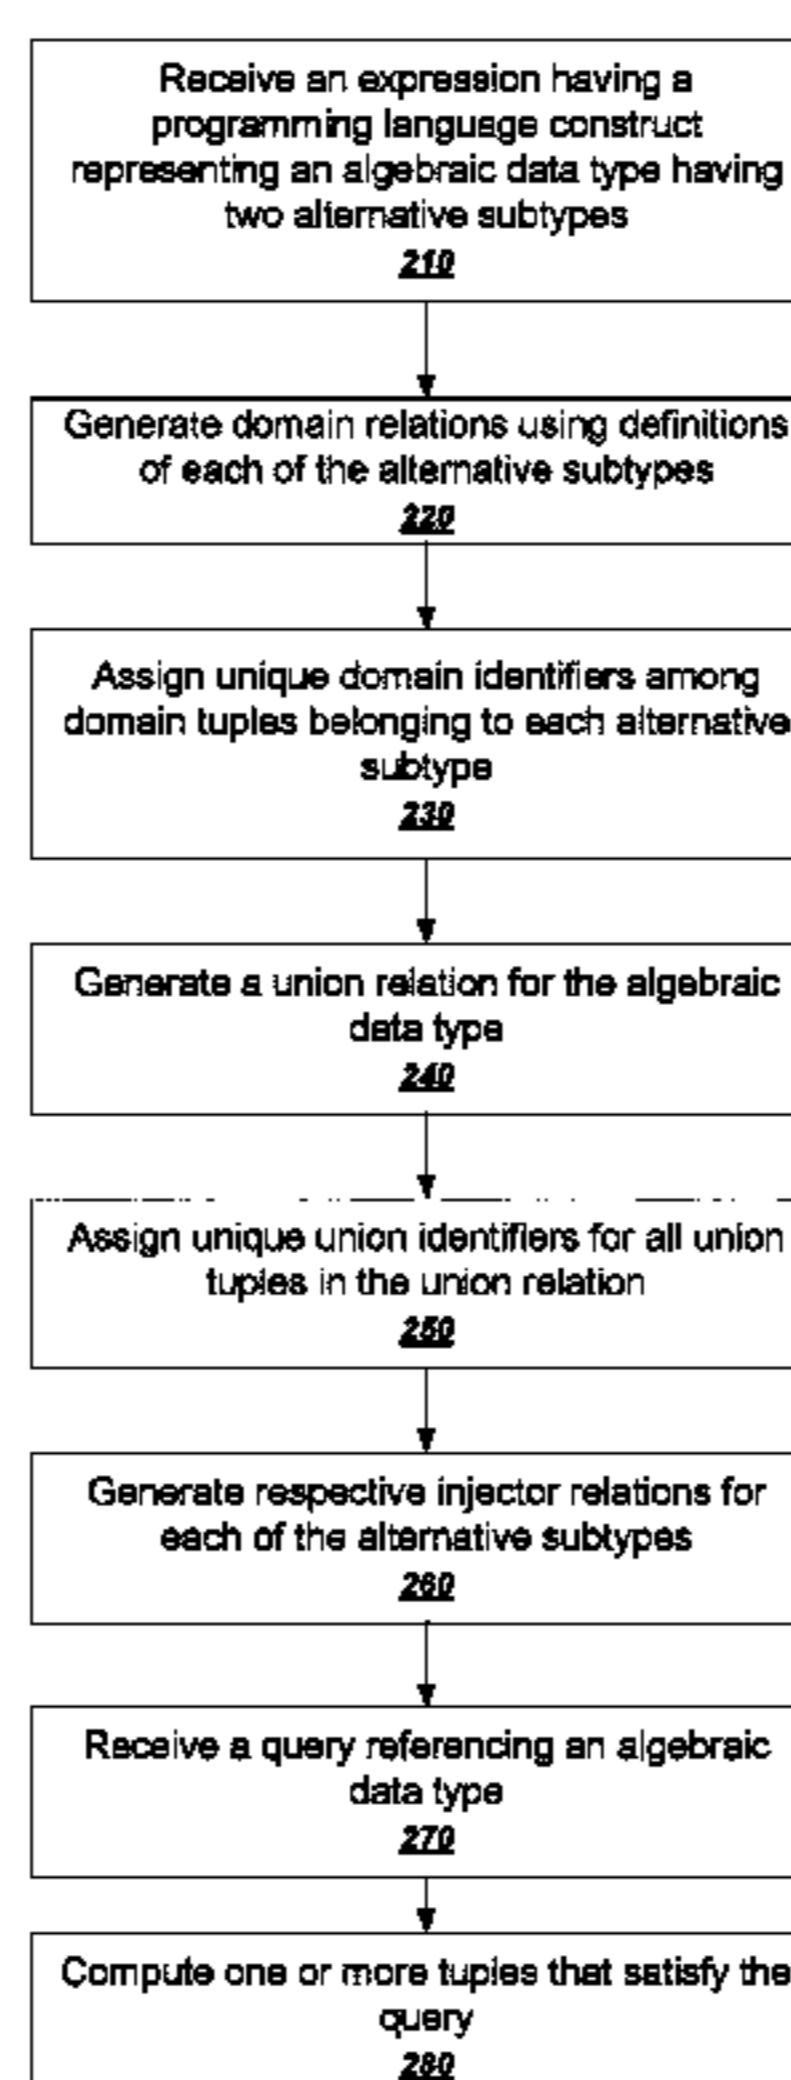 Receive an expression having a
programming language construct
representing an algebraic data type having
two alternative subtypes
210
Generate domain relations using definitions
of each of the alternative subtypes
220
Assign unique domain identifiers among
domain tuples belonging to each alternative
subtype
230
Generate a union relation for the algebraic
data type
240
Assign unique union identifiers for all union
tuples in the union relation
250
Generate respective injector relations for
each of the alternative subtypes
260
Receive a query referencing an algebraic
data type
270
Compute one or more tuples that satisfy the
query
280